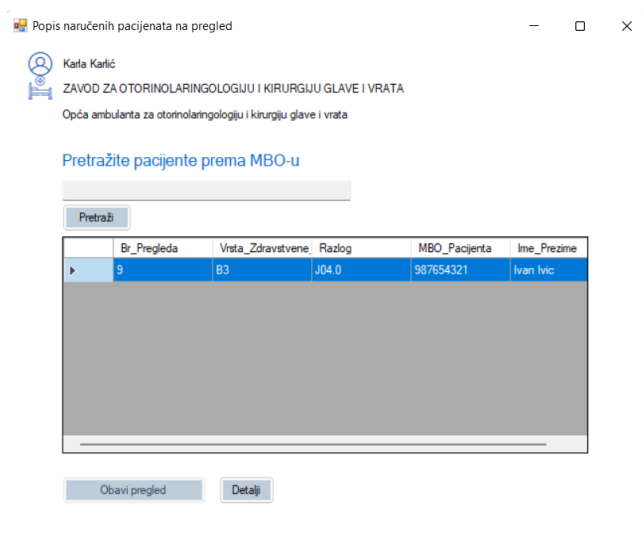 Popis naručenih pacijenata na pregled
Karla Karlić
ZAVOD ZA OTORINOLARINGOLOGIJU I KIRURGIJU GLAVE I VRATA
Opća ambulanta za otorinolaringologiju i kirurgiju glave i vrata
Pretražite pacijente prema MBO-u
Pretraži
Br_Pregleda Vrsta_Zdravstvene_ Razlog MBO_Pacijenta Ime_Prezime
9 B3 J04.0 987654321 Ivan Ivic
Obavi pregled Detalji